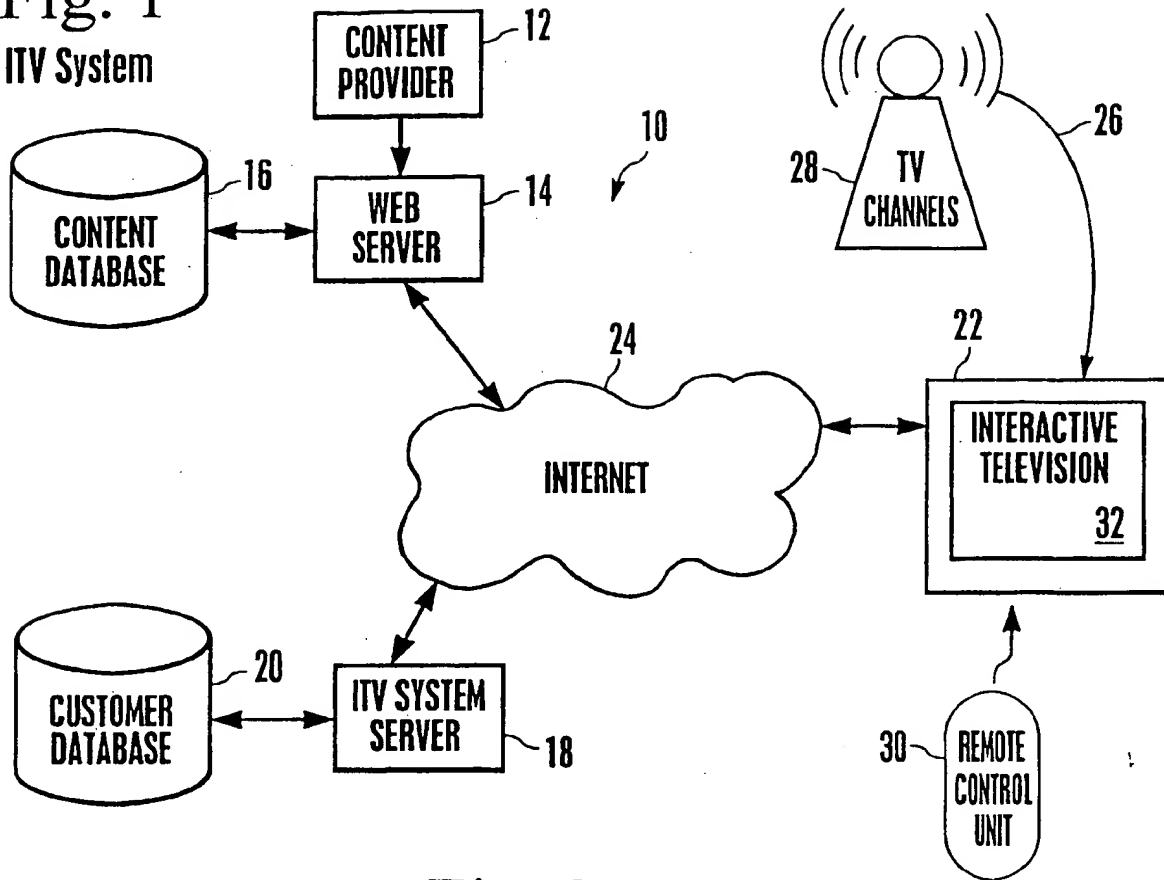 Fig. 1
ITV System
CONTENT
PROVIDER
12
CONTENT
DATABASE
16
WEB
SERVER
14
10
TV
CHANNELS
28
26
24
INTERNET
22
INTERACTIVE
TELEVISION
32
CUSTOMER
DATABASE
20
ITV SYSTEM
SERVER
18
30
REMOTE
CONTROL
UNIT